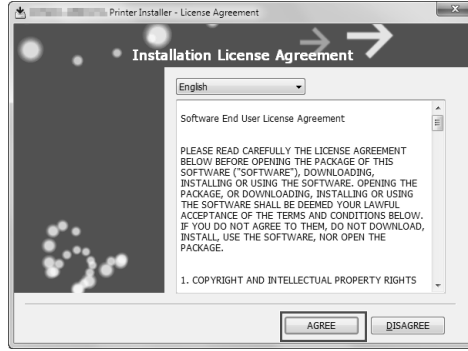 Printer Installer - License Agreement
Installation License Agreement
English
Software End User License Agreement
PLEASE READ CAREFULLY THE LICENSE AGREEMENT
BELOW BEFORE OPENING THE PACKAGE OF THIS
SOFTWARE ("SOFTWARE"), DOWNLOADING,
INSTALLING OR USING THE SOFTWARE. OPENING THE
PACKAGE, OR DOWNLOADING, INSTALLING OR USING
THE SOFTWARE SHALL BE DEEMED YOUR LAWFUL
ACCEPTANCE OF THE TERMS AND CONDITIONS BELOW.
IF YOU DO NOT AGREE TO THEM, DO NOT DOWNLOAD,
INSTALL, USE THE SOFTWARE, NOR OPEN THE
PACKAGE.
1. COPYRIGHT AND INTELLECTUAL PROPERTY RIGHTS
AGREE
DISAGREE